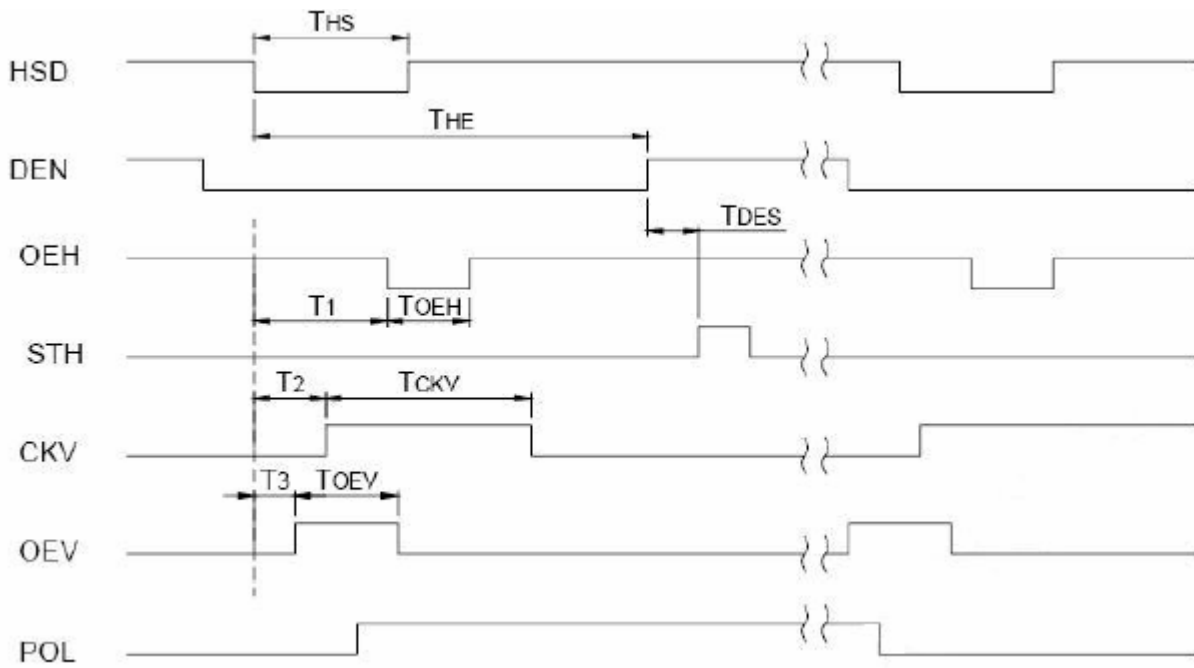 THS
HSD
THE
DEN
TDES
OEH
T1 TOEH
STH
T2 TCKV
CKV
T3 TOEV
OEV
POL